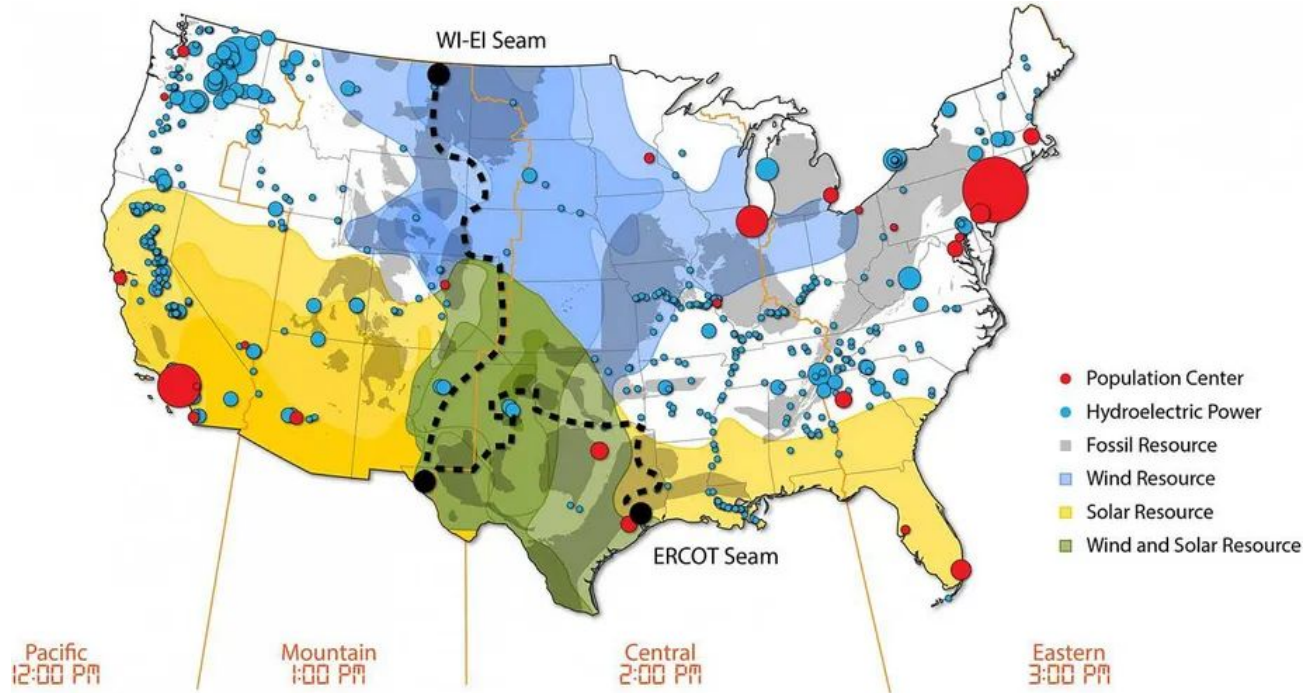 WI-EI Seam
Population Center
Hydroelectric Power
Fossil Resource
Wind Resource
Solar Resource
Wind and Solar Resource
ERCOT Seam
Pacific
12:00 PM
Mountain
1:00 PM
Central
2:00 PM
Eastern
3:00 PM